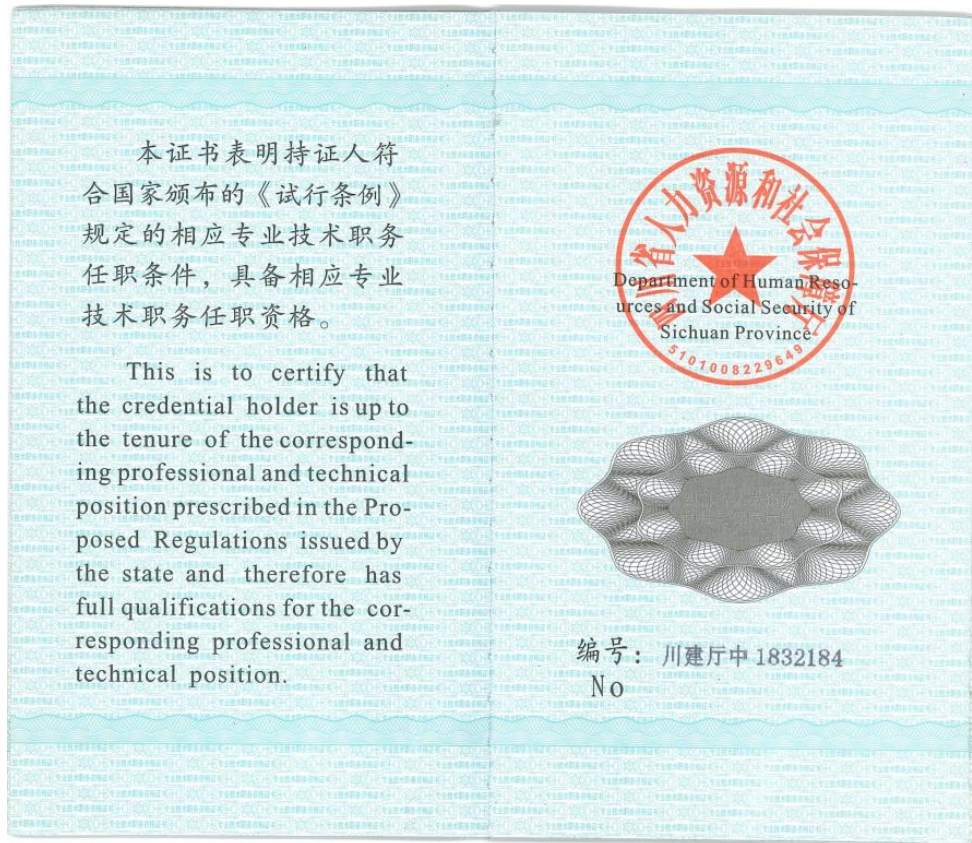 本证书表明持证人符
合国家颁布的《试行条例》
规定的相应专业技术职务
任职条件，具备相应专业
技术职务任职资格。
This is to certify that
the credential holder is up to
the tenure of the correspond-
ing professional and technical
position prescribed in the Pro-
posed Regulations issued by
the state and therefore has
full qualifications for the cor-
responding professional and
technical position.
四川省人力资源和社会保障厅
Department of Human Reso-
urces and Social Security of
Sichuan Province
5101008229649
编号：川建厅中 1832184
No